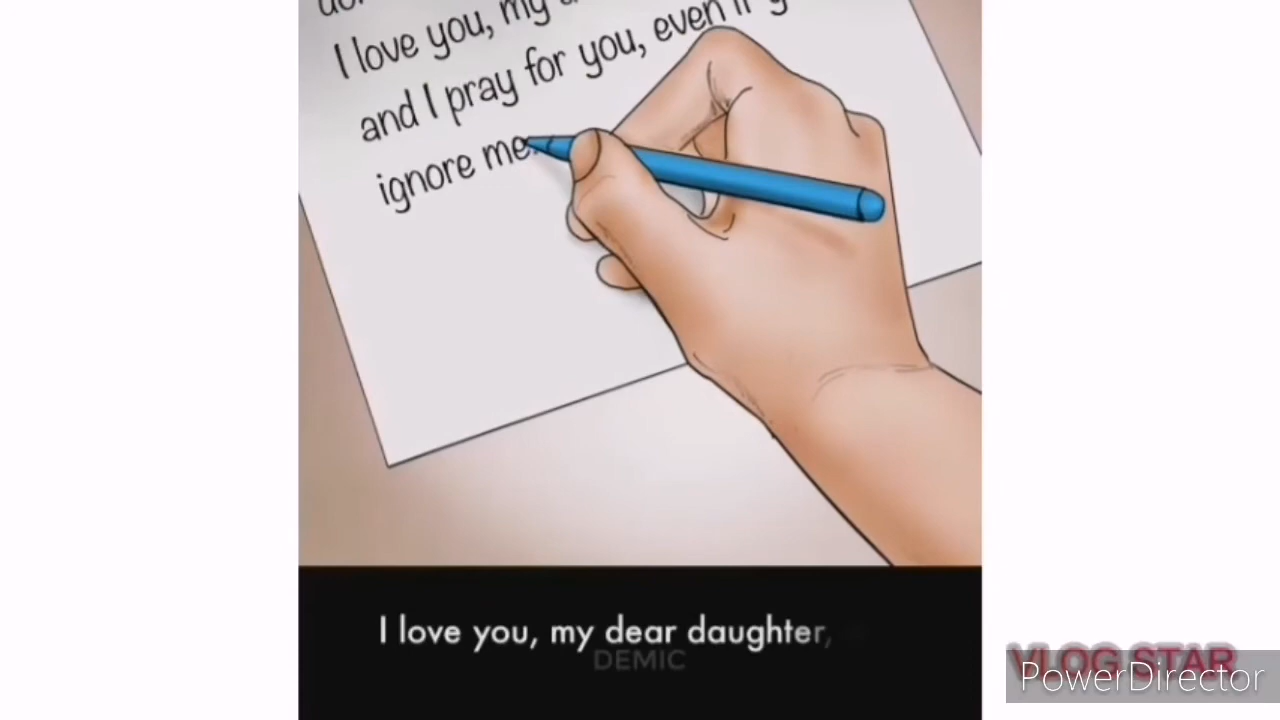 I love you, my
and I pray for you, even if
ignore me.
I love you, my dear daughter,
DEMIC
VLOG STAR
PowerDirector